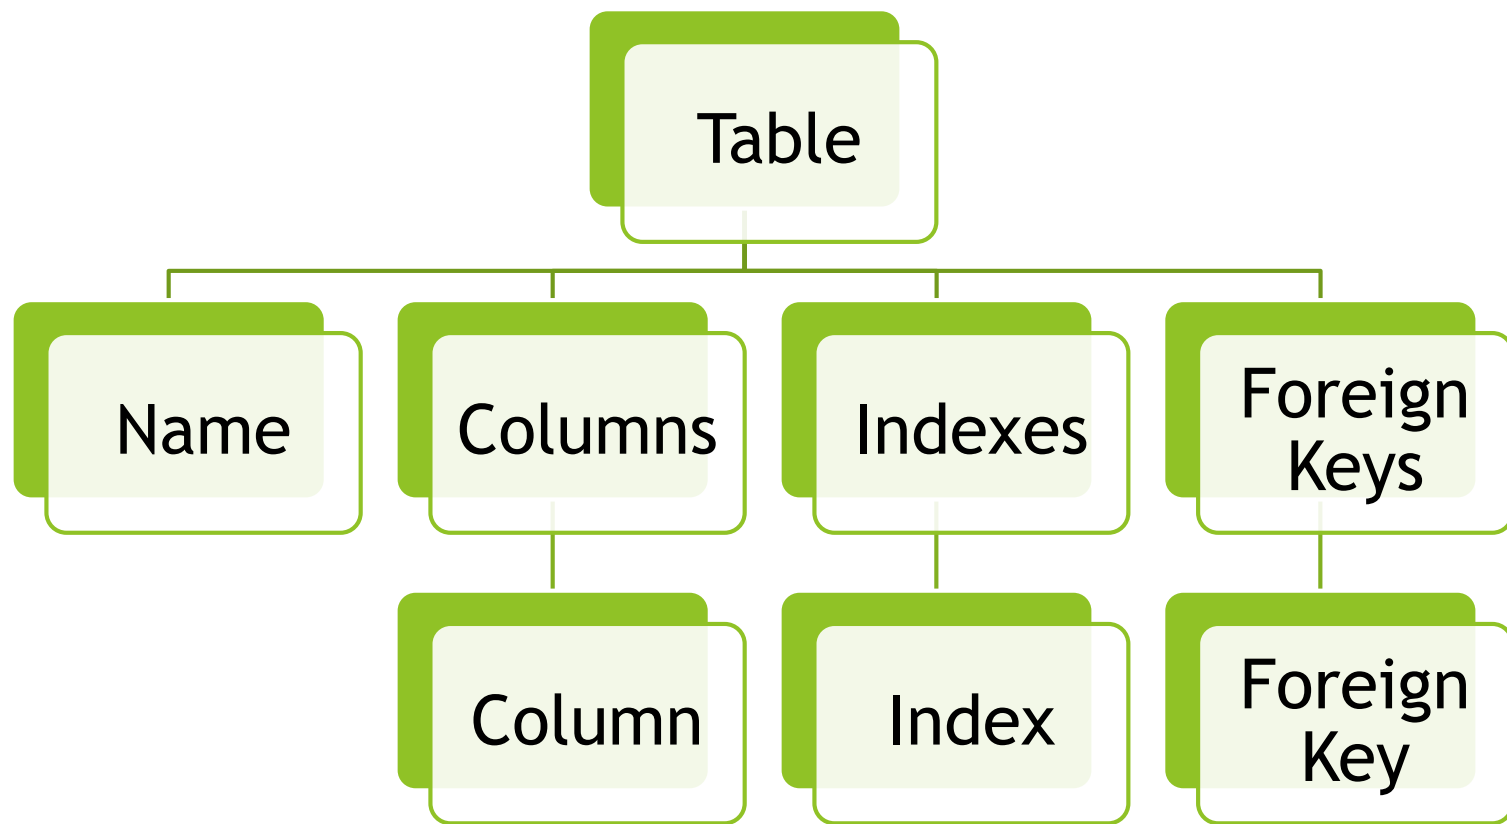 Table
Name
Columns
Indexes
Foreign
Keys
Column
Index
Foreign
Key